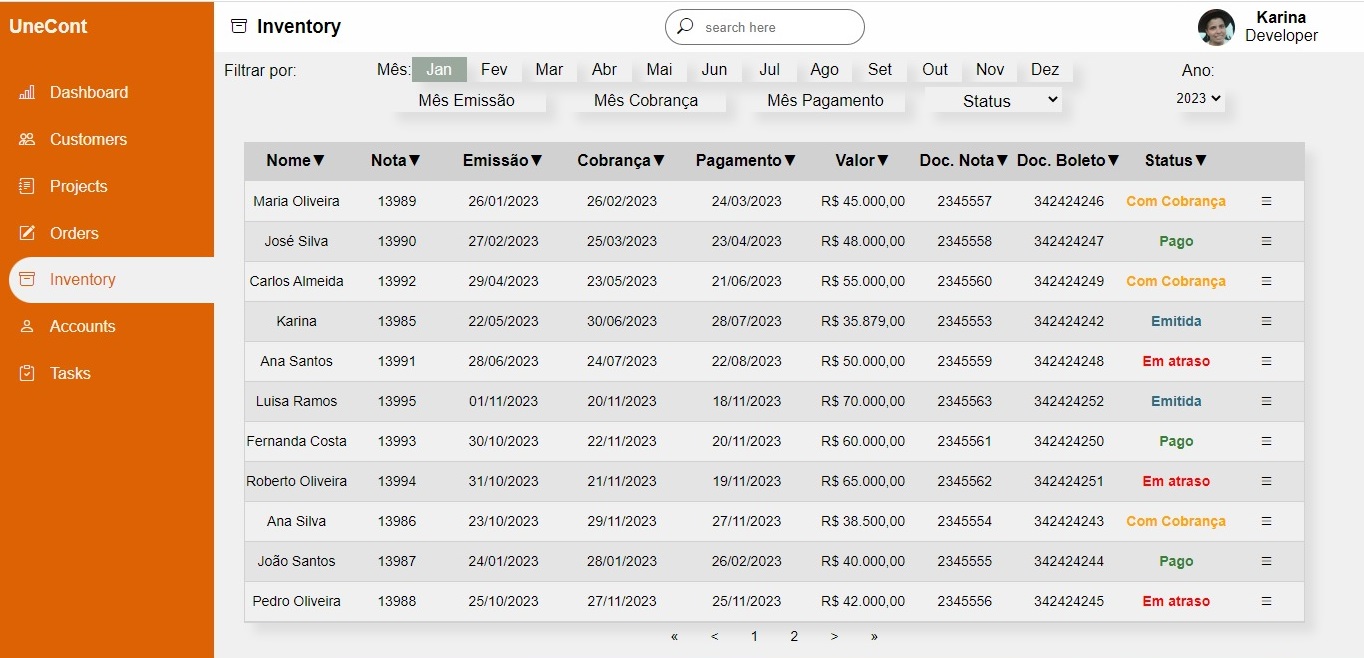 UneCont
Dashboard
Customers
Projects
Orders
Inventory
Accounts
Tasks
Inventory
search here
Karina
Developer
Filtrar por:
Mês: Jan Fev Mar Abr Mai Jun Jul Ago Set Out Nov Dez
Ano:
Mês Emissão Mês Cobrança Mês Pagamento Status
2023
Nome▼ Nota▼ Emissão▼ Cobrança▼ Pagamento▼ Valor▼ Doc. Nota▼ Doc. Boleto▼ Status▼
Maria Oliveira 13989 26/01/2023 26/02/2023 24/03/2023 R$ 45.000,00 2345557 342424246 Com Cobrança
José Silva 13990 27/02/2023 25/03/2023 23/04/2023 R$ 48.000,00 2345558 342424247 Pago
Carlos Almeida 13992 29/04/2023 23/05/2023 21/06/2023 R$ 55.000,00 2345560 342424249 Com Cobrança
Karina 13985 22/05/2023 30/06/2023 28/07/2023 R$ 35.879,00 2345553 342424242 Emitida
Ana Santos 13991 28/06/2023 24/07/2023 22/08/2023 R$ 50.000,00 2345559 342424248 Em atraso
Luisa Ramos 13995 01/11/2023 20/11/2023 18/11/2023 R$ 70.000,00 2345563 342424252 Emitida
Fernanda Costa 13993 30/10/2023 22/11/2023 20/11/2023 R$ 60.000,00 2345561 342424250 Pago
Roberto Oliveira 13994 31/10/2023 21/11/2023 19/11/2023 R$ 65.000,00 2345562 342424251 Em atraso
Ana Silva 13986 23/10/2023 29/11/2023 27/11/2023 R$ 38.500,00 2345554 342424243 Com Cobrança
João Santos 13987 24/01/2023 28/01/2023 26/02/2023 R$ 40.000,00 2345555 342424244 Pago
Pedro Oliveira 13988 25/10/2023 27/11/2023 25/11/2023 R$ 42.000,00 2345556 342424245 Em atraso
« < 1 2 > »